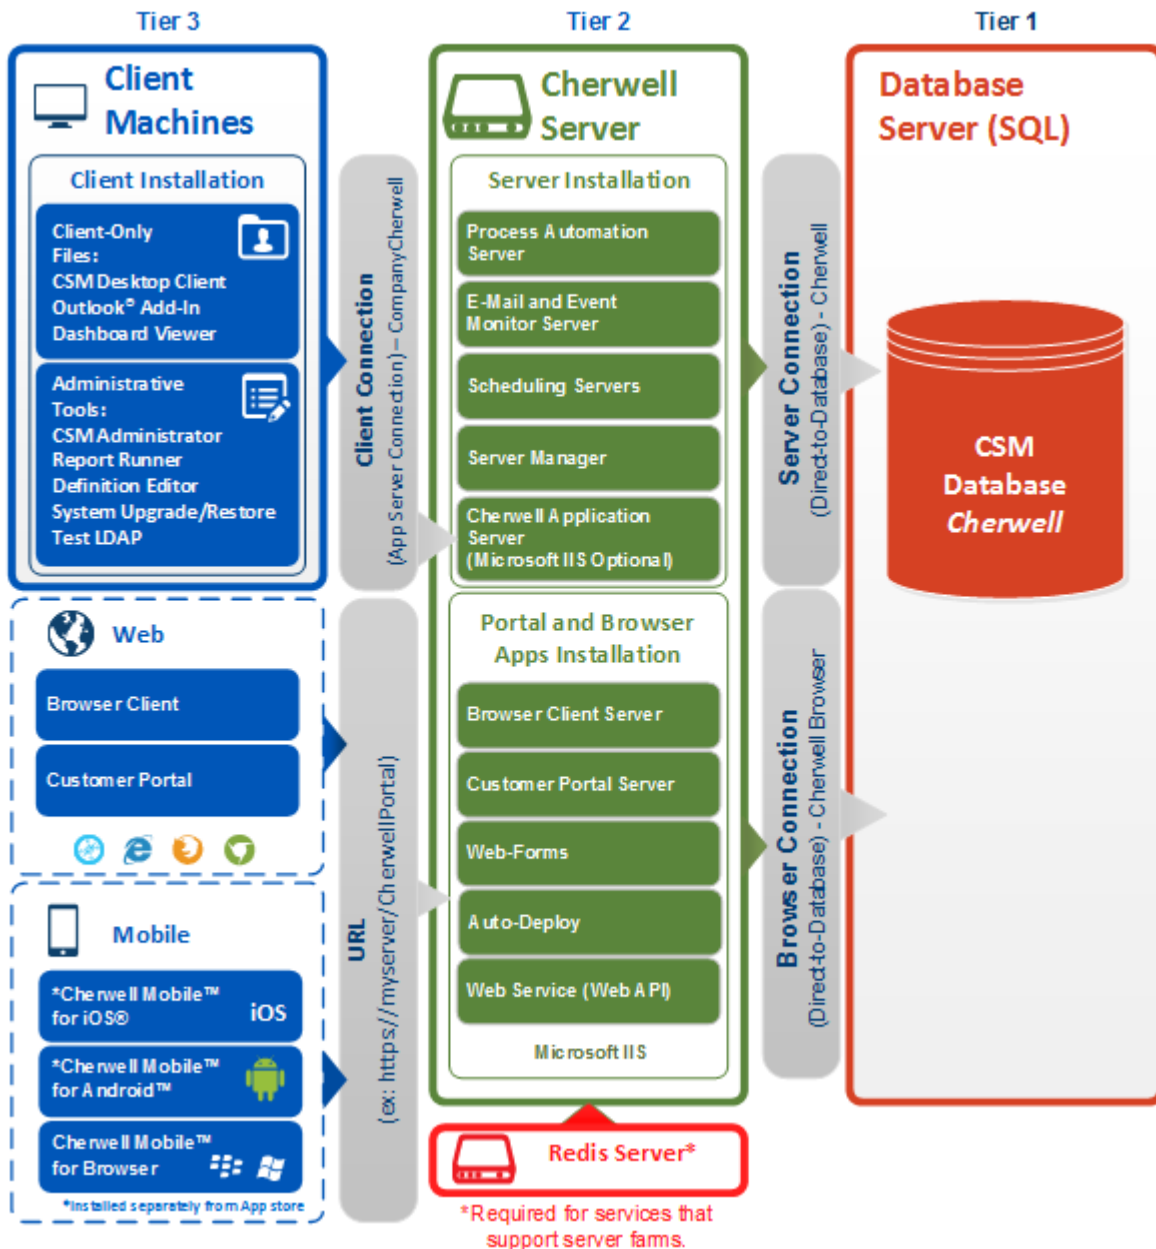 Tier 3
Client
Machines
Client Installation
Client-Only
Files:
CSM Desktop Client
Outlook® Add-In
Dashboard Viewer
Administrative
Tools:
CSM Administrator
Report Runner
Definition Editor
System Upgrade/Restore
Test LDAP
Web
Browser Client
Customer Portal
Mobile
*Cherwell Mobile™
for iOS®
iOS
*Cherwell Mobile™
for Android™
Cherwell Mobile™
for Browser
*Installed separately from App store
Client Connection
(App Server Connection) – CompanyCherwell
URL
(ex: https://myserver/CherwellPortal)
Tier 2
Cherwell
Server
Server Installation
Process Automation
Server
E-Mail and Event
Monitor Server
Scheduling Servers
Server Manager
Cherwell Application
Server
(Microsoft IIS Optional)
Portal and Browser
Apps Installation
Browser Client Server
Customer Portal Server
Web-Forms
Auto-Deploy
Web Service (Web API)
Microsoft IIS
Redis Server*
*Required for services that
support server farms.
Server Connection
(Direct-to-Database) - Cherwell
Browser Connection
(Direct-to-Database) - Cherwell Browser
Tier 1
Database
Server (SQL)
CSM
Database
Cherwell